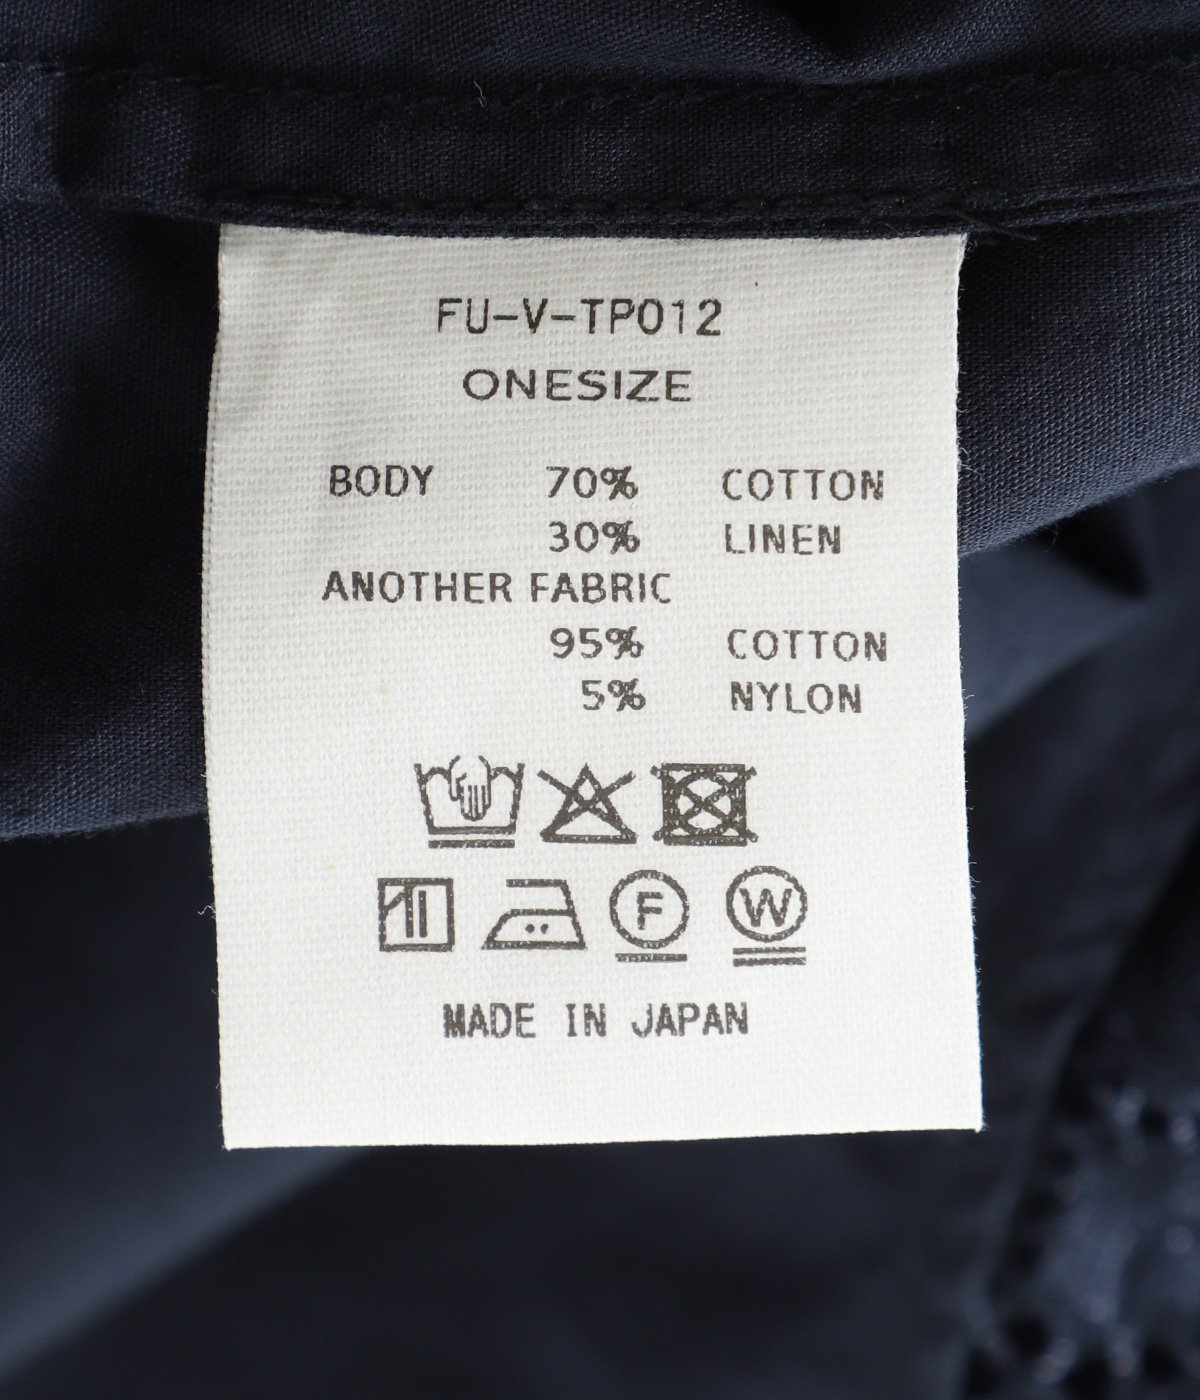 FU-V-TP012
ONESIZE
BODY 70% COTTON
30% LINEN
ANOTHER FABRIC
95% COTTON
5% NYLON
F W
MADE IN JAPAN